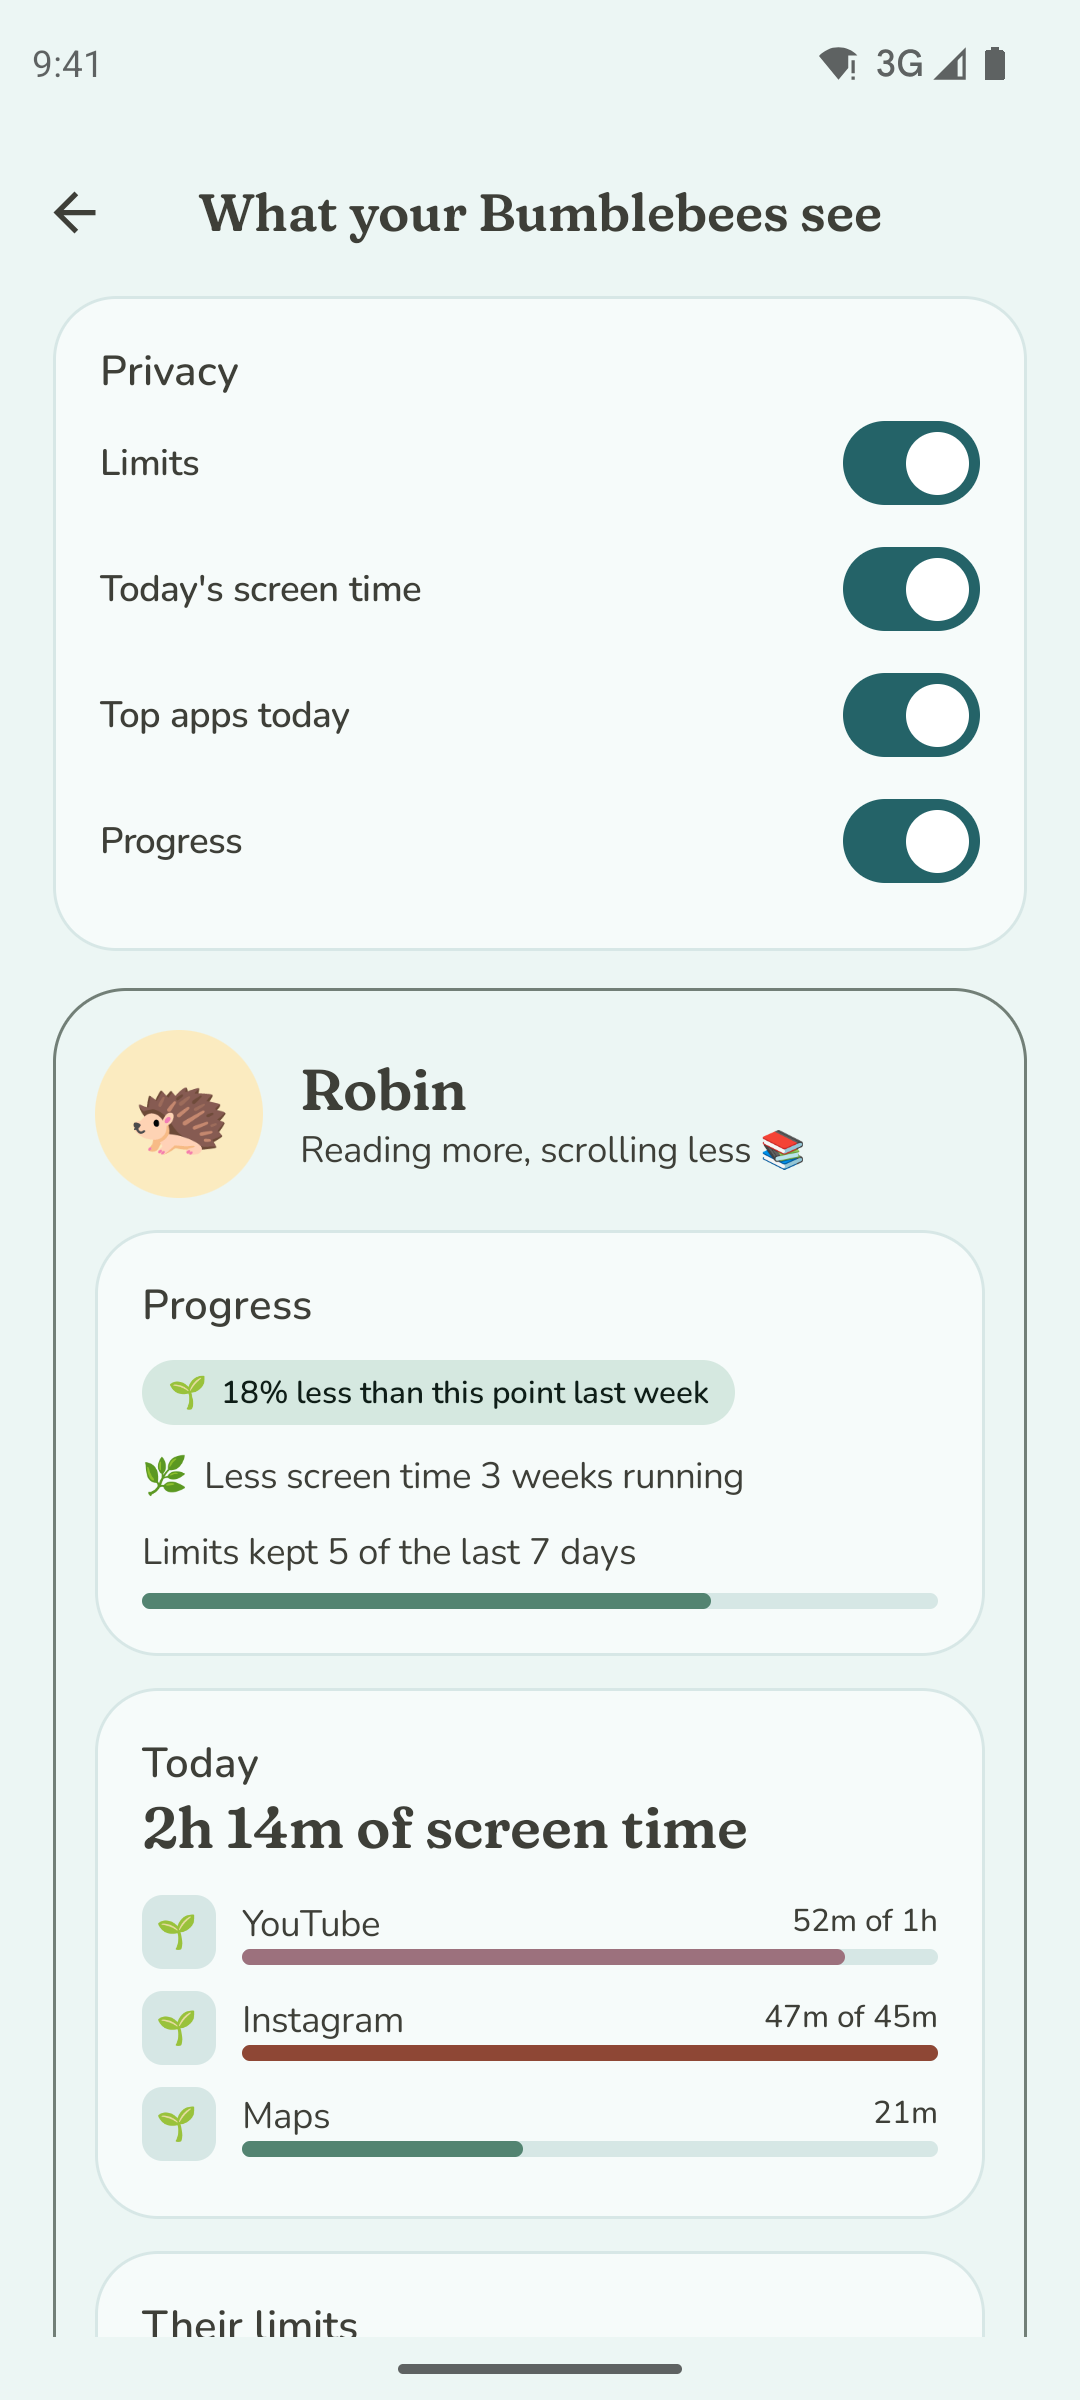 9:41
3G
What your Bumblebees see
Privacy
Limits
Today's screen time
Top apps today
Progress
Robin
Reading more, scrolling less 📚
Progress
🌱 18% less than this point last week
🌿 Less screen time 3 weeks running
Limits kept 5 of the last 7 days
Today
2h 14m of screen time
YouTube
52m of 1h
Instagram
47m of 45m
Maps
21m
Their limits